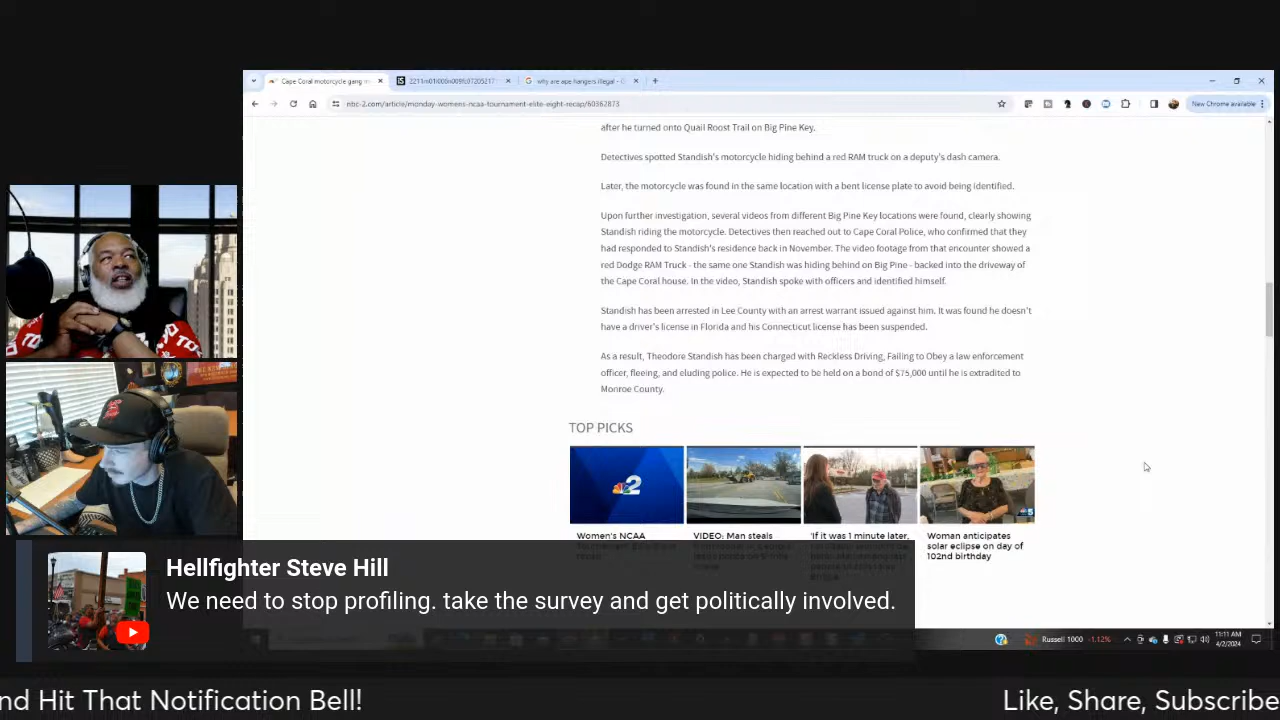 Cape Coral motorcycle gang m
why are ape hangers illegal - G
nbc-2.com/article/monday-womens-ncaa-tournament-elite-eight-recap/60362873
New Chrome available
after he turned onto Quail Roost Trail on Big Pine Key.
Detectives spotted Standish's motorcycle hiding behind a red RAM truck on a deputy's dash camera.
Later, the motorcycle was found in the same location with a bent license plate to avoid being identified.
Upon further investigation, several videos from different Big Pine Key locations were found, clearly showing
Standish riding the motorcycle. Detectives then reached out to Cape Coral Police, who confirmed that they
had responded to Standish's residence back in November. The video footage from that encounter showed a
red Dodge RAM Truck - the same one Standish was hiding behind on Big Pine - backed into the driveway of
the Cape Coral house. In the video, Standish spoke with officers and identified himself.
Standish has been arrested in Lee County with an arrest warrant issued against him. It was found he doesn't
have a driver's license in Florida and his Connecticut license has been suspended.
As a result, Theodore Standish has been charged with Reckless Driving, Failing to Obey a law enforcement
officer, fleeing, and eluding police. He is expected to be held on a bond of $75,000 until he is extradited to
Monroe County.
TOP PICKS
2
Women's NCAA
VIDEO: Man steals
'If it was 1 minute later,
Woman anticipates
solar eclipse on day of
102nd birthday
Hellfighter Steve Hill
We need to stop profiling. take the survey and get politically involved.
Russell 1000 -1.12%
11:11 AM
4/2/2024
nd Hit That Notification Bell!
Like, Share, Subscribe